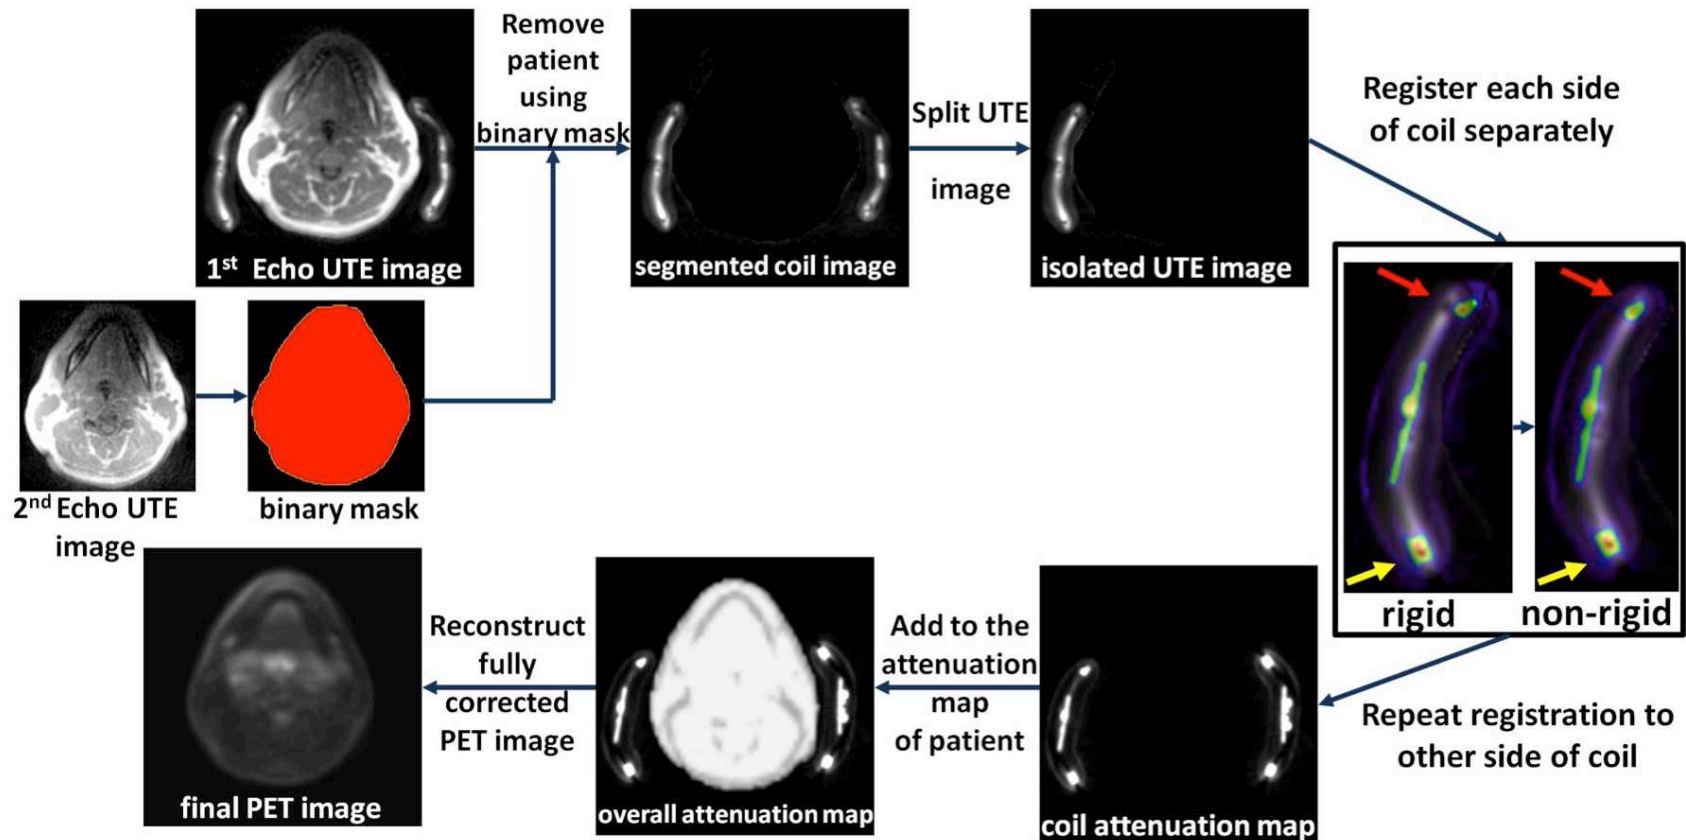 Remove
patient
using
binary mask
1st Echo UTE image
segmented coil image
Split UTE
image
isolated UTE image
Register each side
of coil separately
2nd Echo UTE
image
binary mask
rigid
non-rigid
Repeat registration to
other side of coil
coil attenuation map
Add to the
attenuation
map
of patient
overall attenuation map
Reconstruct
fully
corrected
PET image
final PET image